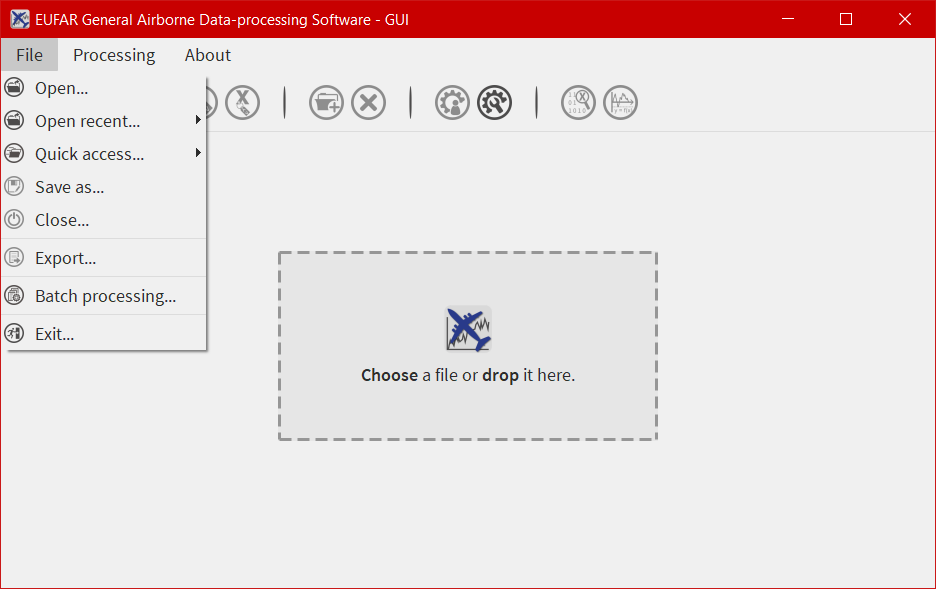 EUFAR General Airborne Data-processing Software - GUI
File Processing About
Open...
Open recent...
Quick access...
Save as...
Close...
Export...
Batch processing...
Exit...
Choose a file or drop it here.